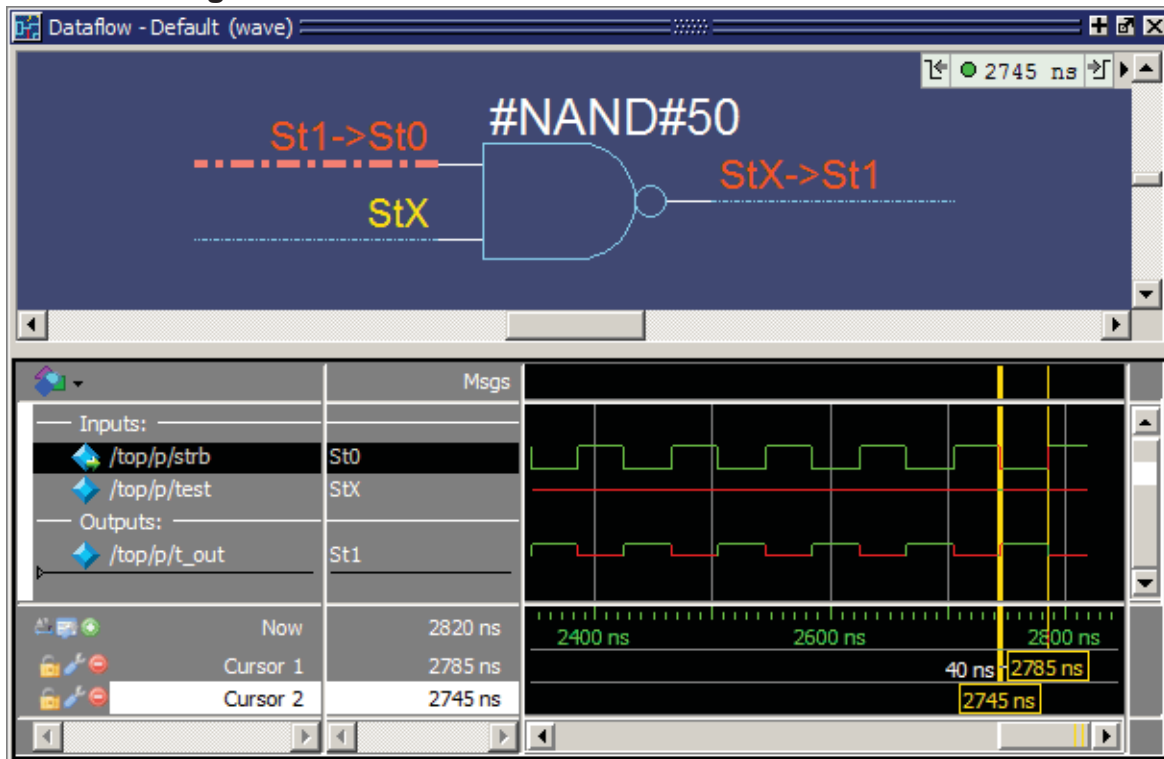 Dataflow - Default (wave)
2745 ns
#NAND#50
St1->St0
StX->St1
StX
Msgs
Inputs:
/top/p/strb St0
/top/p/test StX
Outputs:
/top/p/t_out St1
Now 2820 ns 2400 ns 2600 ns 2800 ns
Cursor 1 2785 ns 40 ns 2785 ns
Cursor 2 2745 ns 2745 ns